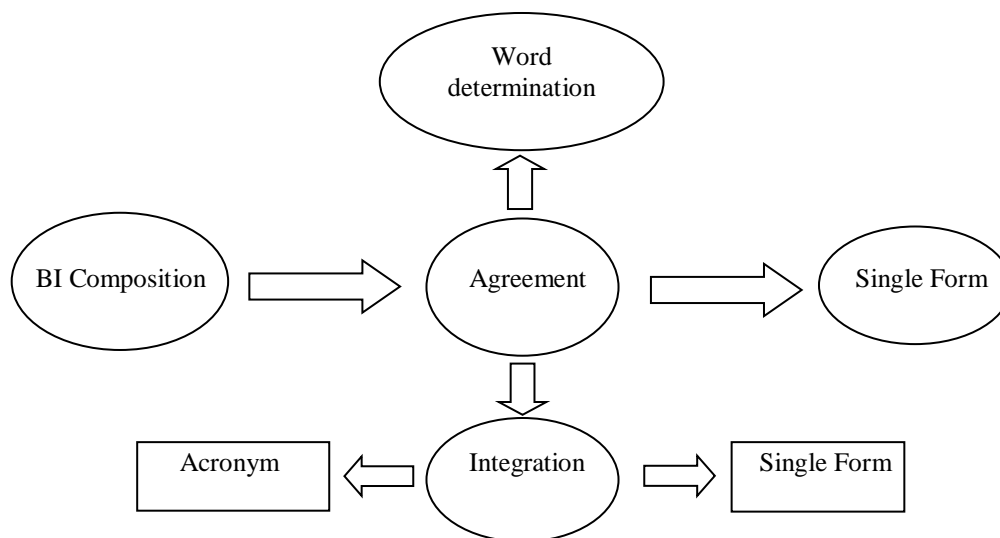 Word
determination
BI Composition
Agreement
Single Form
Acronym
Integration
Single Form